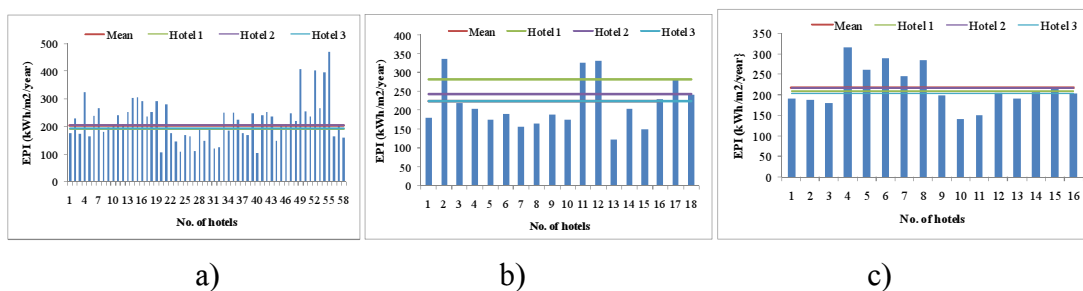 Mean Hotel 1 Hotel 2 Hotel 3
EPI (kWh/m2/year)
500
400
300
200
100
0
1 4 7 10 13 16 19 22 25 28 31 34 37 40 43 46 49 52 55 58
No. of hotels
a)
Mean Hotel 1 Hotel 2 Hotel 3
EPI (kWh/m2/year)
400
350
300
250
200
150
100
50
0
1 2 3 4 5 6 7 8 9 10 11 12 13 14 15 16 17 18
No. of hotels
b)
Mean Hotel 1 Hotel 2 Hotel 3
EPI (kWh/m2/year}
350
300
250
200
150
100
50
0
1 2 3 4 5 6 7 8 9 10 11 12 13 14 15 16
No. of hotels
c)